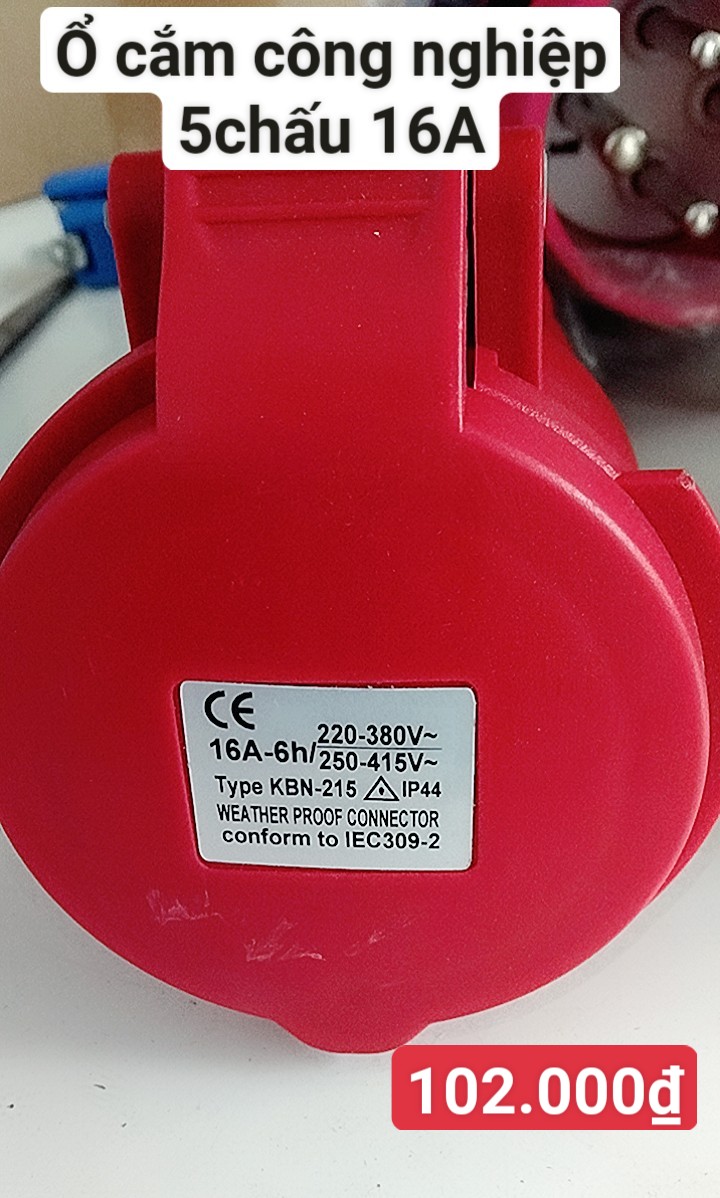 Ổ cắm công nghiệp
5chấu 16A
CE
16A-6h/ 220-380V~
250-415V~
Type KBN-215 IP44
WEATHER PROOF CONNECTOR
conform to IEC309-2
102.000₫